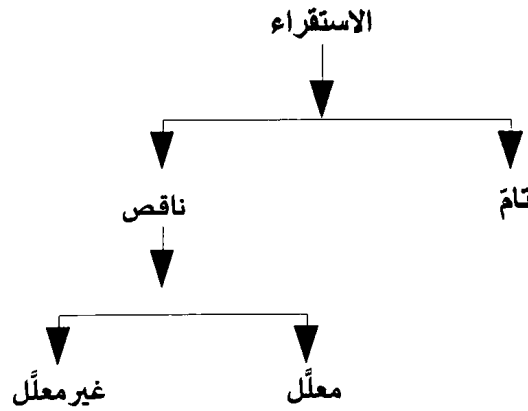 الاستقراء
تامَ
ناقص
معلَّل
غير معلَّل